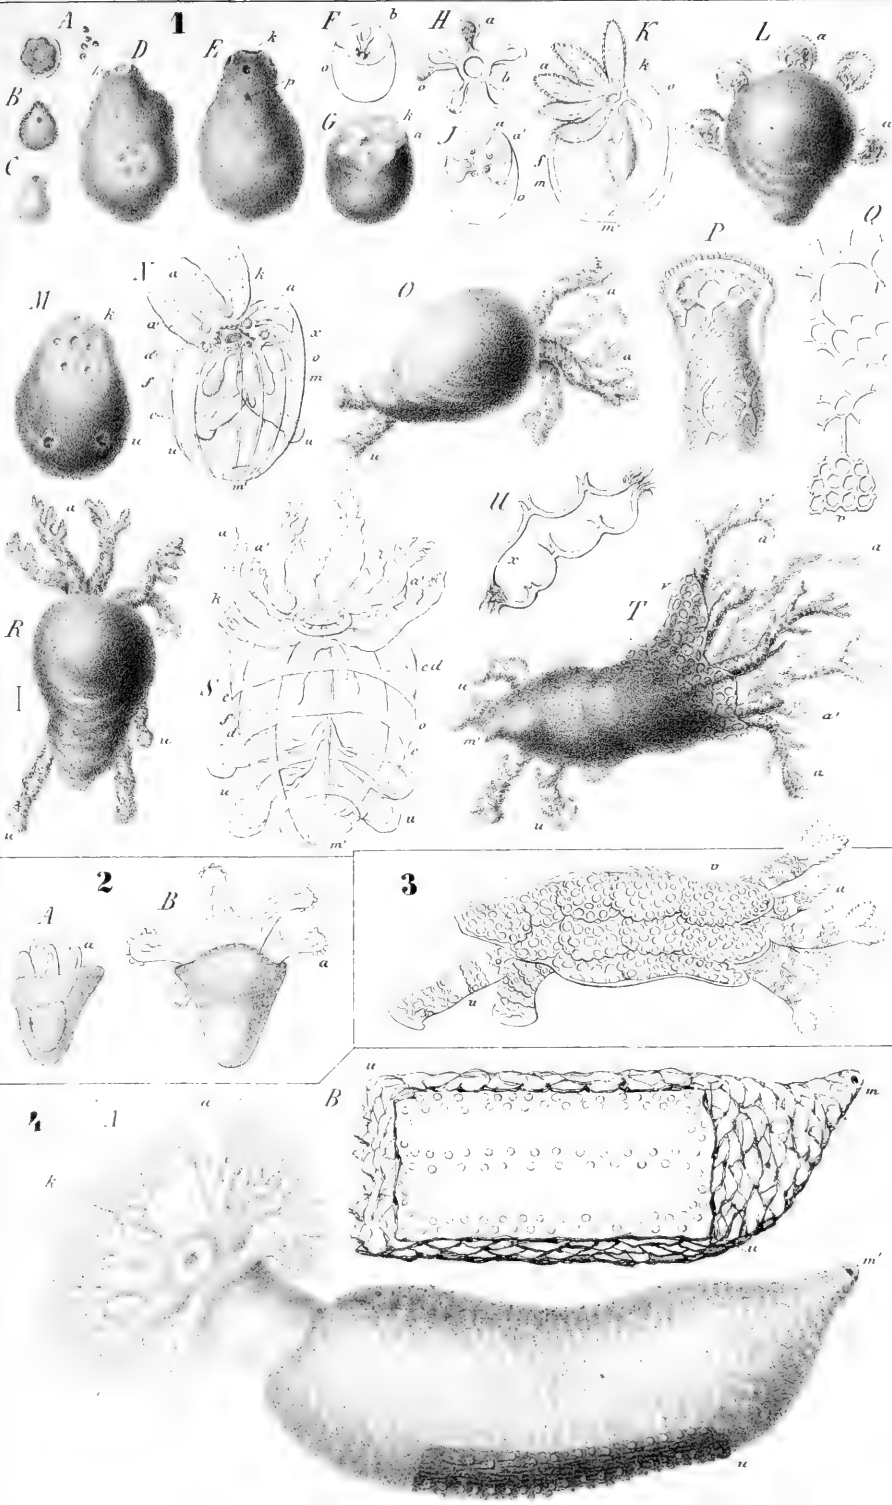 A 1 D E k F b H a K L a
k o a k o
B p G k b a
a o J a a' f
C m o m' a
Q
P
N a k a O
M k a' x a
a' o
f m
c
u u u u
m'
a U a
a a' x v a
k a' T
R S c d u
c m' a'
f o
u d c a
u u
u m' u
2 3 v
A B a
a a u
u
4 A a B m
k
u m'
u